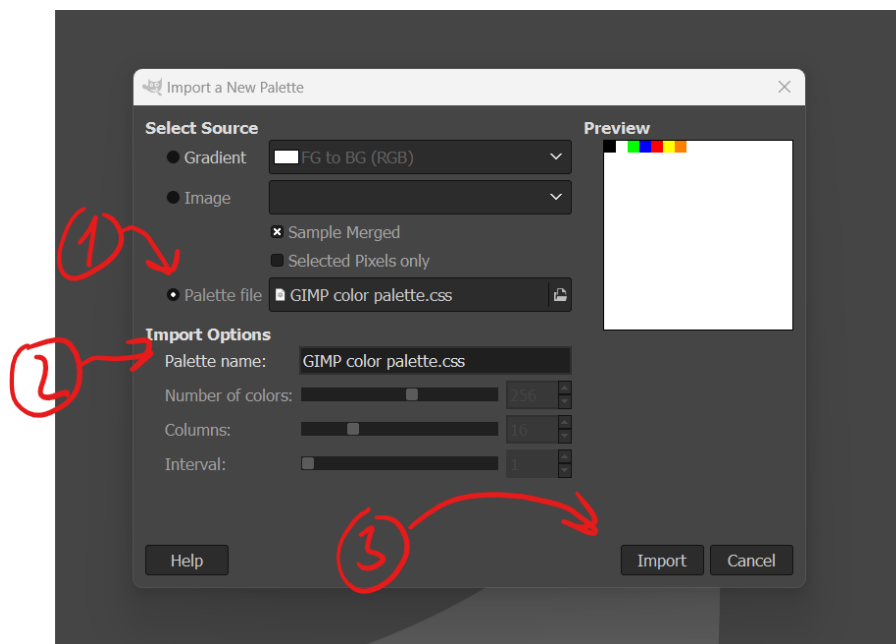 Import a New Palette
Select Source
Preview
Gradient
FG to BG (RGB)
Image
Sample Merged
Selected Pixels only
1
Palette file
GIMP color palette.css
Import Options
2
Palette name:
GIMP color palette.css
Number of colors:
256
Columns:
16
Interval:
1
3
Help
Import
Cancel